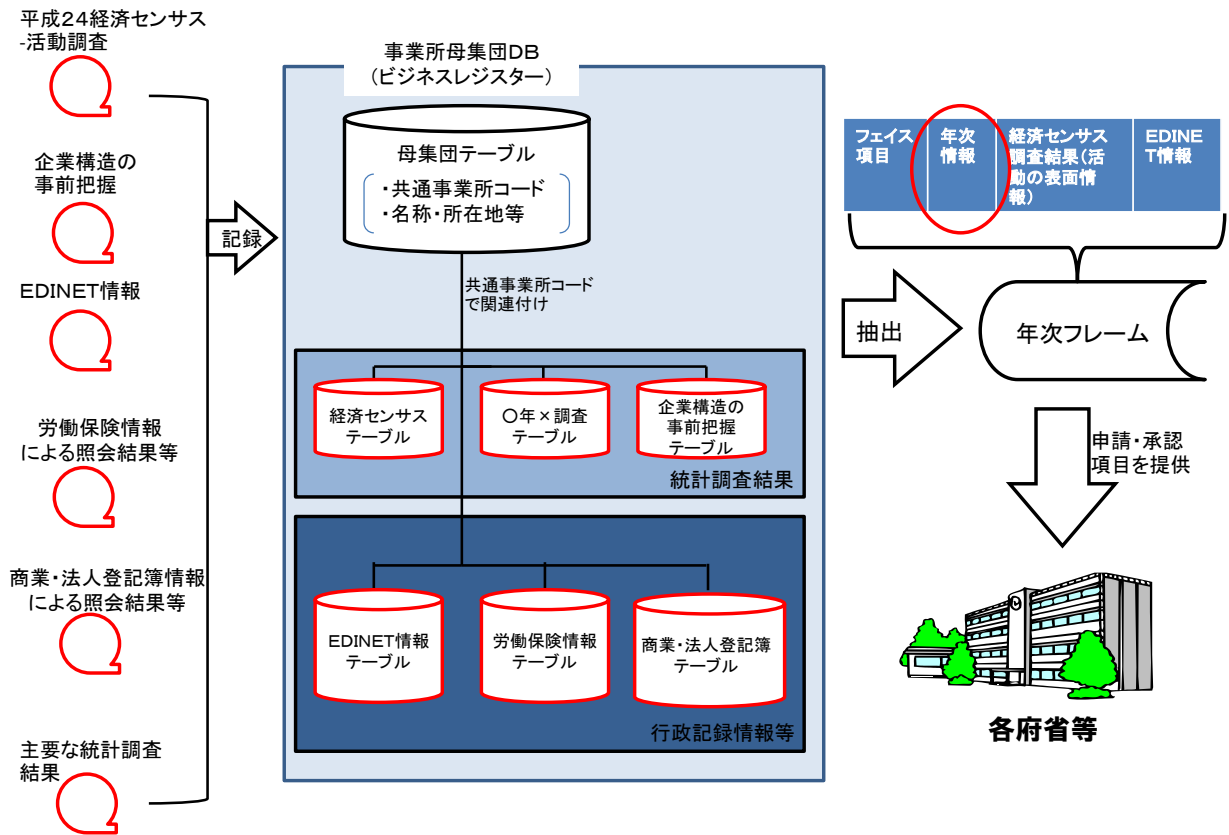 平成２４経済センサス
-活動調査
企業構造の
事前把握
ＥＤＩＮＥＴ情報
労働保険情報
による照会結果等
商業・法人登記簿情報
による照会結果等
主要な統計調査
結果
記録
事業所母集団ＤＢ
（ビジネスレジスター）
母集団テーブル
・共通事業所コード
・名称・所在地等
共通事業所コード
で関連付け
経済センサス
テーブル
〇年×調査
テーブル
企業構造の
事前把握
テーブル
統計調査結果
EDINET情報
テーブル
労働保険情報
テーブル
商業・法人登記簿
テーブル
行政記録情報等
抽出
フェイス
項目
年次
情報
経済センサス
調査結果（活
動の表面情
報）
ＥＤＩＮＥ
Ｔ情報
年次フレーム
申請・承認
項目を提供
各府省等